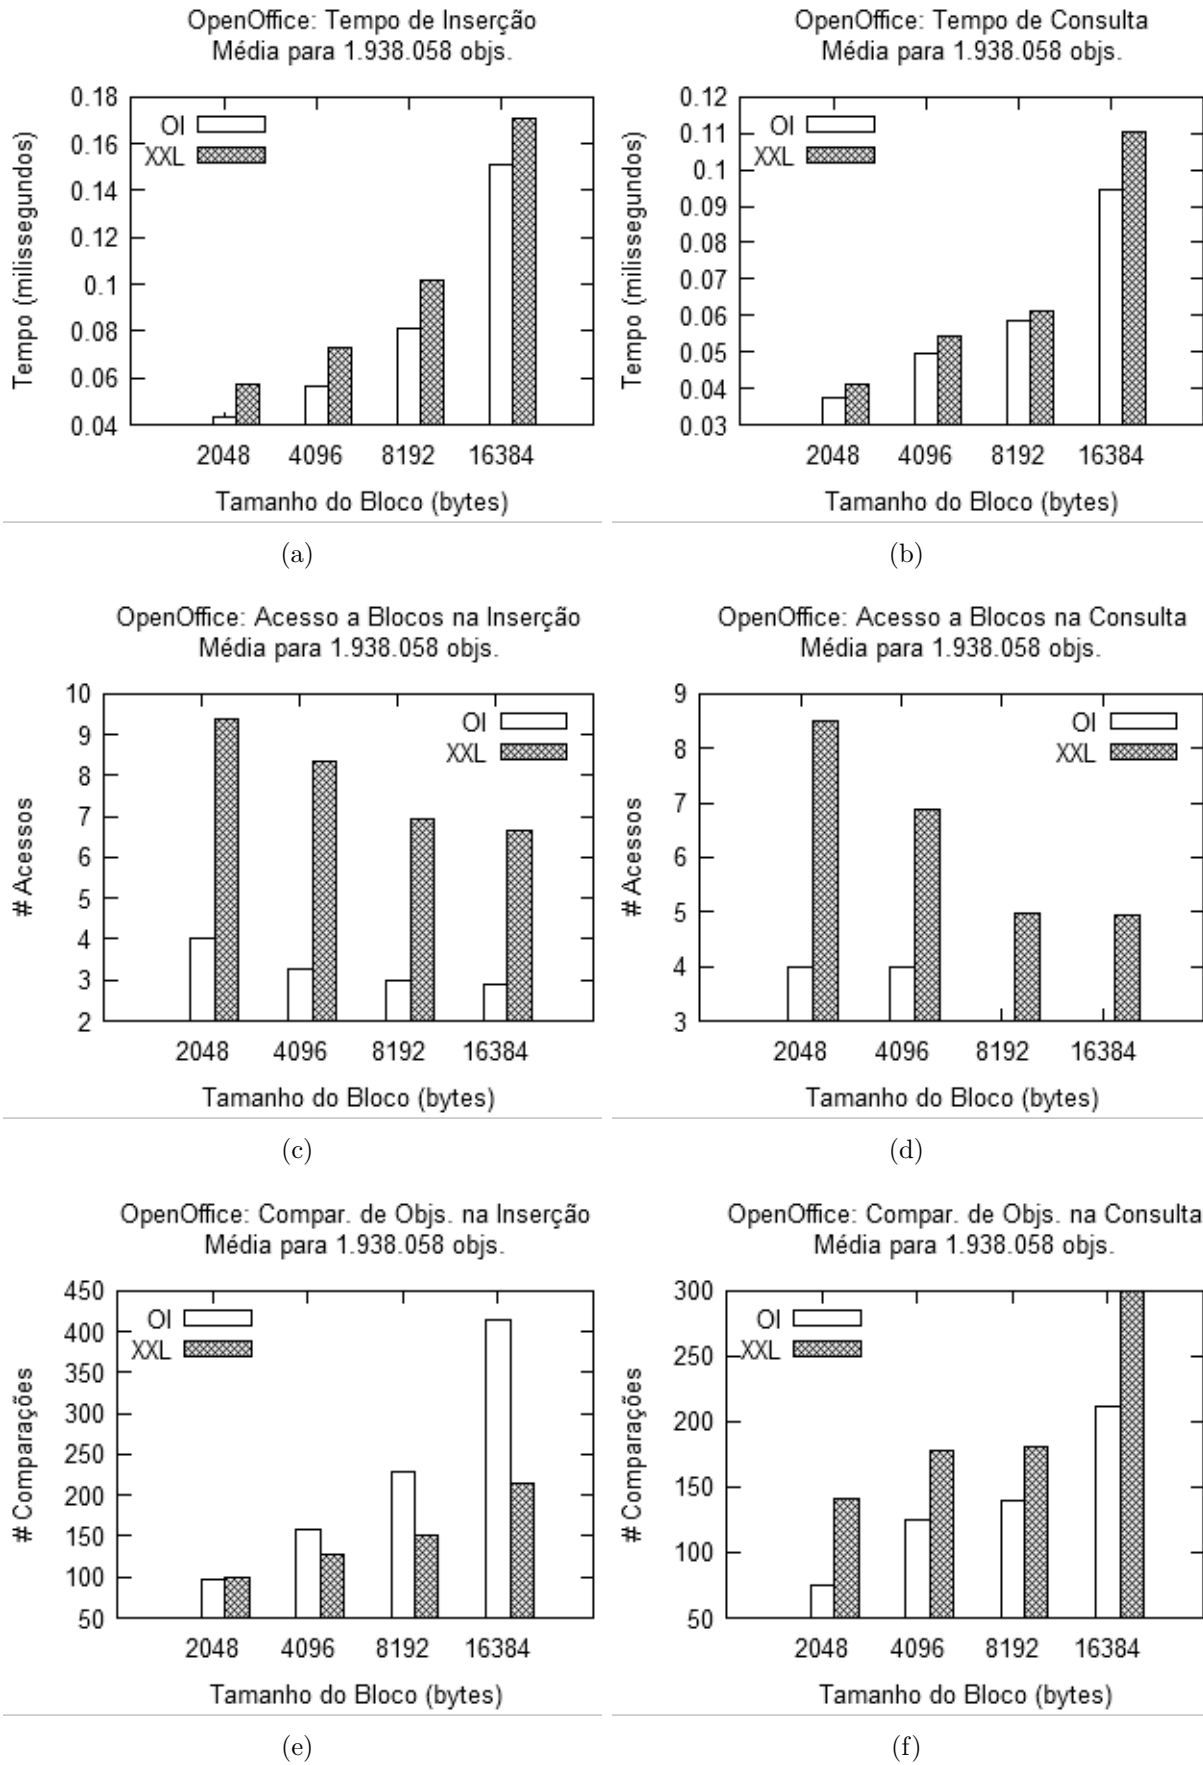 OpenOffice: Tempo de Inserção
Média para 1.938.058 objs.
Tempo (milissegundos)
0.18
0.16
0.14
0.12
0.1
0.08
0.06
0.04
OI
XXL
2048 4096 8192 16384
Tamanho do Bloco (bytes)
(a)
OpenOffice: Tempo de Consulta
Média para 1.938.058 objs.
Tempo (milissegundos)
0.12
0.11
0.1
0.09
0.08
0.07
0.06
0.05
0.04
0.03
OI
XXL
2048 4096 8192 16384
Tamanho do Bloco (bytes)
(b)
OpenOffice: Acesso a Blocos na Inserção
Média para 1.938.058 objs.
# Acessos
10
9
8
7
6
5
4
3
2
OI
XXL
2048 4096 8192 16384
Tamanho do Bloco (bytes)
(c)
OpenOffice: Acesso a Blocos na Consulta
Média para 1.938.058 objs.
# Acessos
9
8
7
6
5
4
3
OI
XXL
2048 4096 8192 16384
Tamanho do Bloco (bytes)
(d)
OpenOffice: Compar. de Objs. na Inserção
Média para 1.938.058 objs.
# Comparações
450
400
350
300
250
200
150
100
50
OI
XXL
2048 4096 8192 16384
Tamanho do Bloco (bytes)
(e)
OpenOffice: Compar. de Objs. na Consulta
Média para 1.938.058 objs.
# Comparações
300
250
200
150
100
50
OI
XXL
2048 4096 8192 16384
Tamanho do Bloco (bytes)
(f)